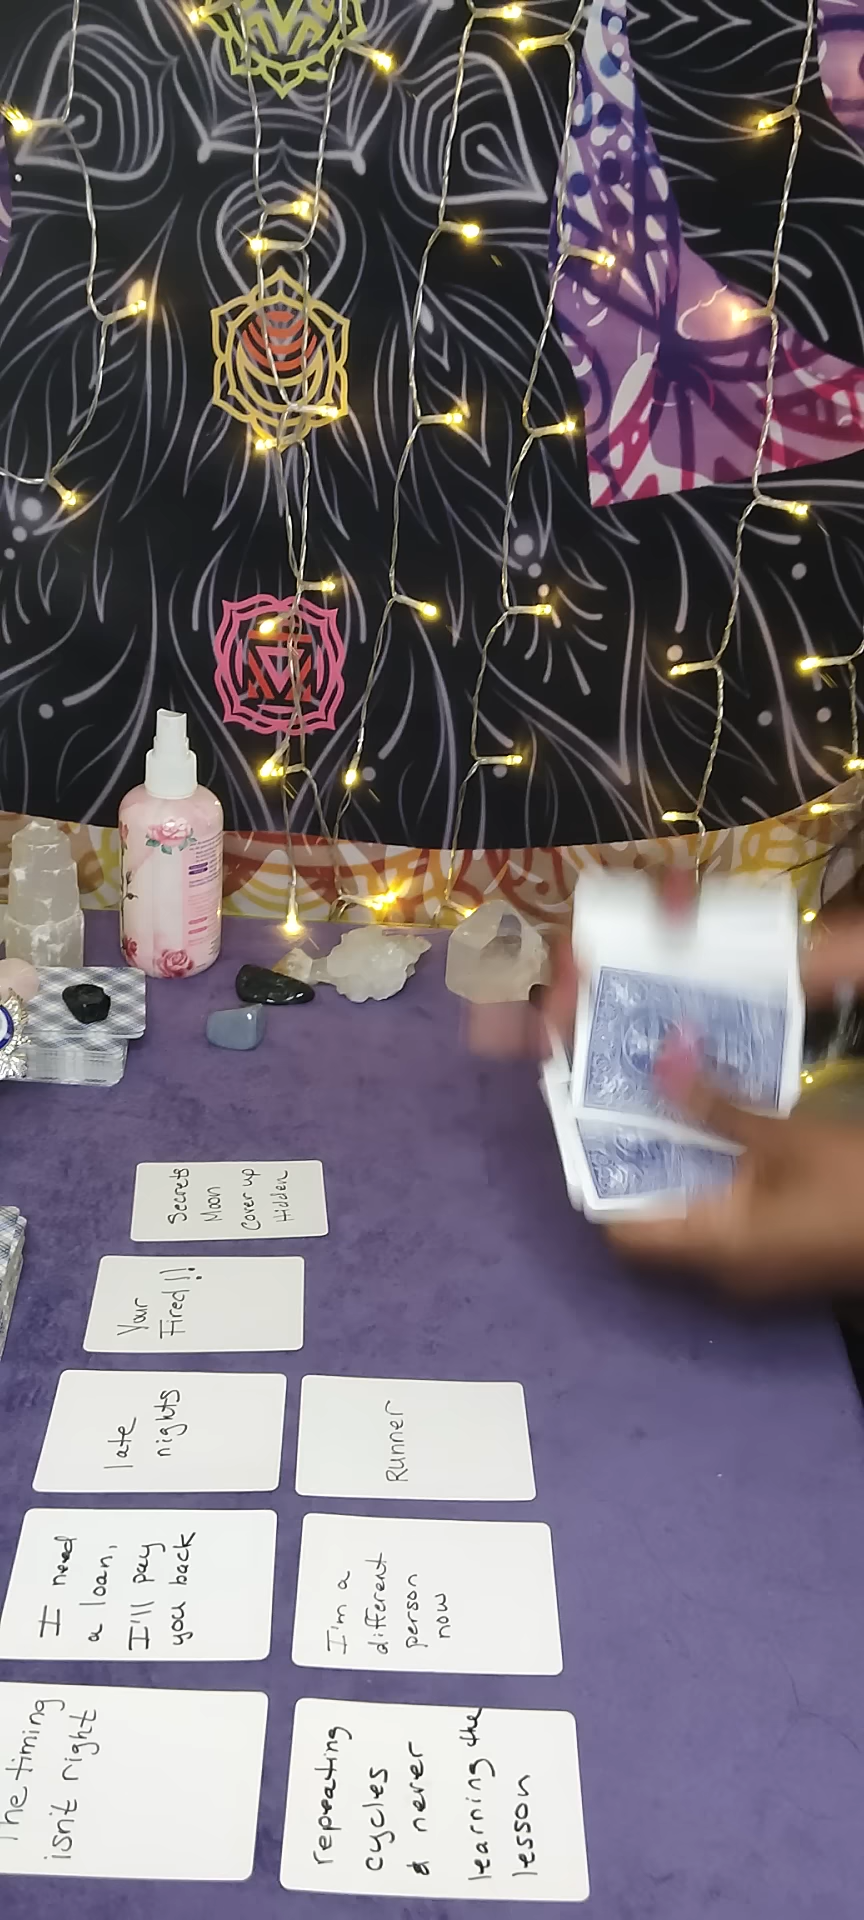 Secrets
Moon
Cover up
Hidden
Your
Fired!!
late
nights
Runner
I need
a loan,
I'll pay
you back
I'm a
different
person
now
The timing
isn't right
repeating
cycles
& never
learning the
lesson